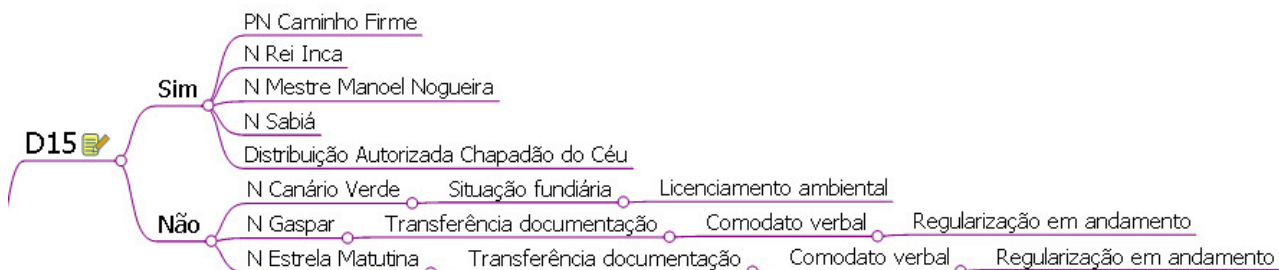 PN Caminho Firme
N Rei Inca
Sim
N Mestre Manoel Nogueira
N Sabiá
D15
Distribuição Autorizada Chapadão do Céu
N Canário Verde Situação fundiária Licenciamento ambiental
Não
N Gaspar Transferência documentação Comodato verbal Regularização em andamento
N Estrela Matutina Transferência documentação Comodato verbal Regularização em andamento